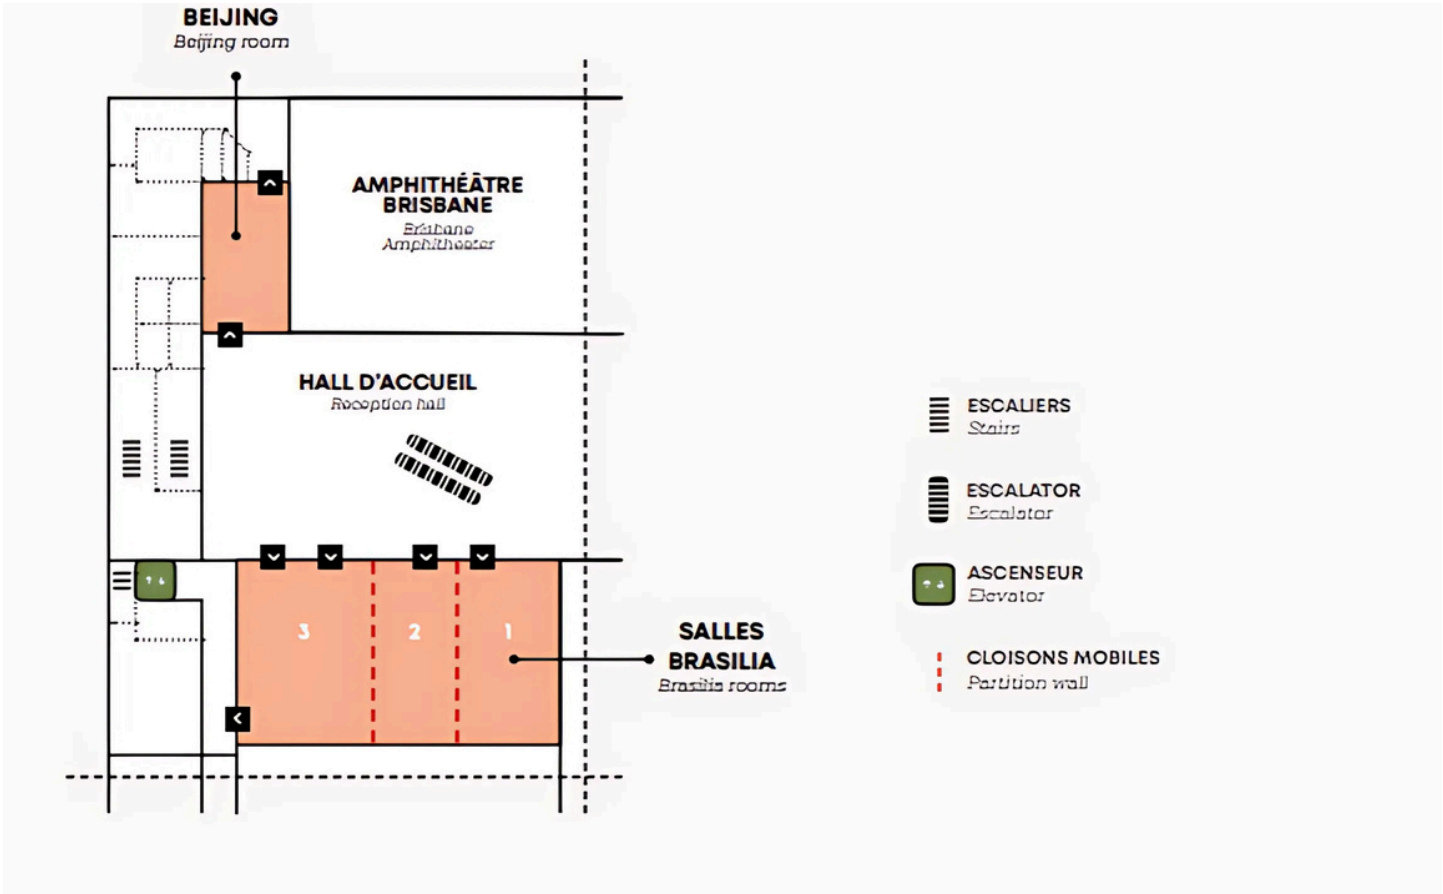 BEIJING
Beijing room
AMPHITHÉÂTRE
BRISBANE
Brisbane
Amphitheater
HALL D'ACCUEIL
Reception hall
3
2
1
SALLES
BRASILIA
Brasilia rooms
ESCALIERS
Stairs
ESCALATOR
Escalator
ASCENSEUR
Elevator
CLOISONS MOBILES
Partition wall